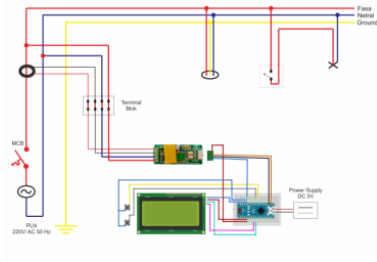 Fasa
Netral
Ground
Terminal
Blok
MCB
Power Supply
DC 5V
PLN
220V/ AC 50 Hz